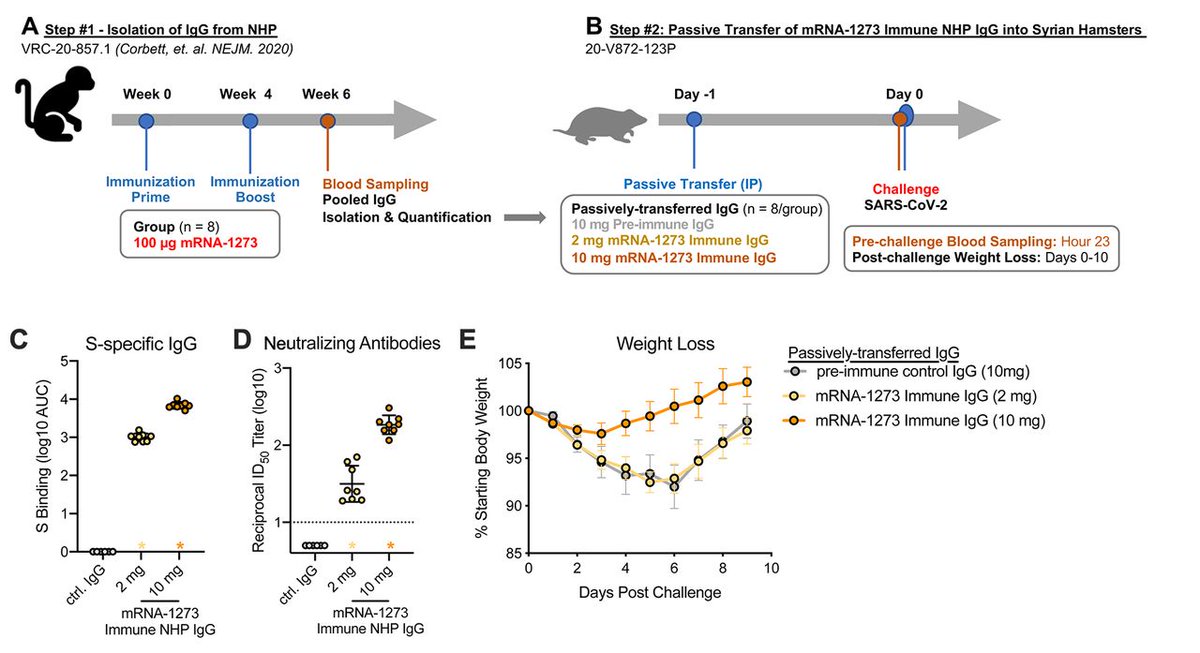 A Step #1 - Isolation of IgG from NHP
VRC-20-857.1 (Corbett, et. al. NEJM. 2020)
Week 0 Week 4 Week 6
Immunization
Prime
Immunization
Boost
Blood Sampling
Pooled IgG
Isolation & Quantification
Group (n = 8)
100 µg mRNA-1273
B Step #2: Passive Transfer of mRNA-1273 Immune NHP IgG into Syrian Hamsters
20-V872-123P
Day -1 Day 0
Passive Transfer (IP)
Passively-transferred IgG (n = 8/group)
10 mg Pre-immune IgG
2 mg mRNA-1273 Immune IgG
10 mg mRNA-1273 Immune IgG
Challenge
SARS-CoV-2
Pre-challenge Blood Sampling: Hour 23
Post-challenge Weight Loss: Days 0-10
C S-specific IgG
S Binding (log10 AUC)
5
4
3
2
1
0
* *
ctrl. IgG 2 mg 10 mg
mRNA-1273
Immune NHP IgG
D Neutralizing Antibodies
Reciprocal ID50 Titer (log10)
3
2
1
* *
ctrl. IgG 2 mg 10 mg
mRNA-1273
Immune NHP IgG
E Weight Loss
% Starting Body Weight
105
100
95
90
85
0 2 4 6 8 10
Days Post Challenge
Passively-transferred IgG
pre-immune control IgG (10mg)
mRNA-1273 Immune IgG (2 mg)
mRNA-1273 Immune IgG (10 mg)